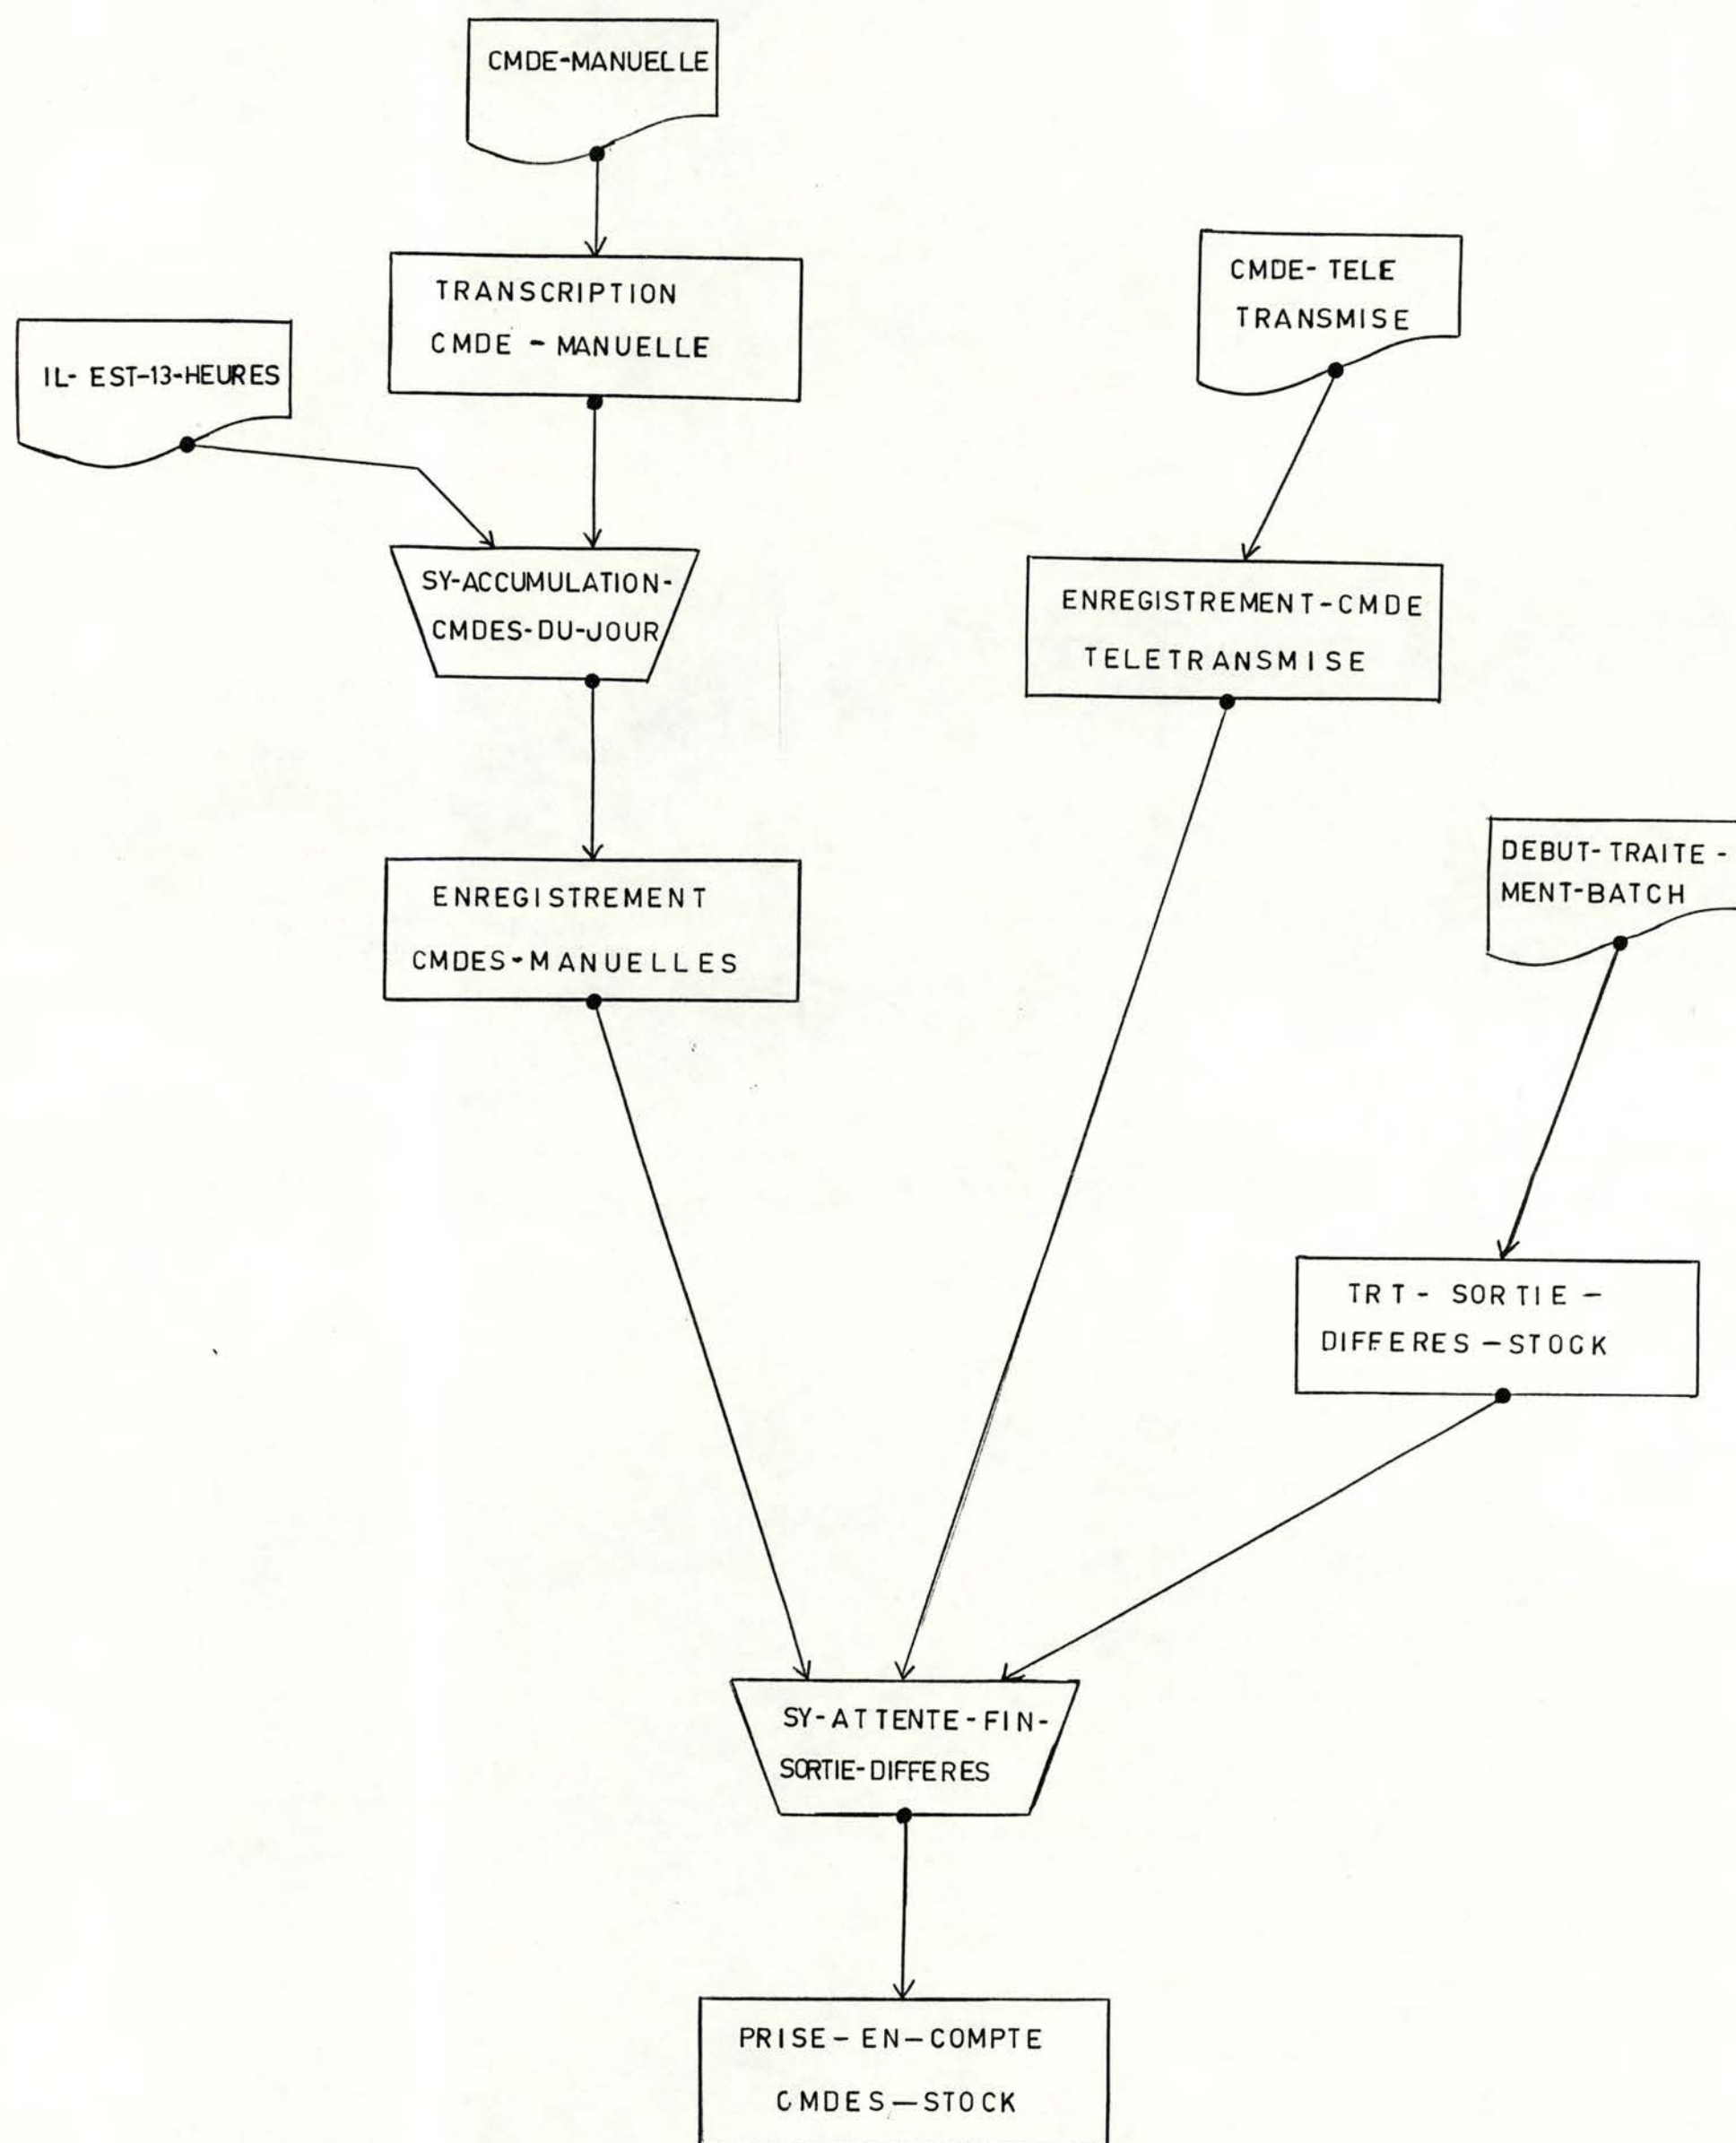 CMDE-MANUELLE
TRANSCRIPTION
CMDE - MANUELLE
CMDE- TELE
TRANSMISE
IL- EST-13-HEURES
SY-ACCUMULATION-
CMDES-DU-JOUR
ENREGISTREMENT-CMDE
TELETRANSMISE
ENREGISTREMENT
CMDES-MANUELLES
DEBUT-TRAITE-
MENT-BATCH
TRT - SORTIE -
DIFFERES - STOCK
SY-ATTENTE-FIN-
SORTIE-DIFFERES
PRISE - EN - COMPTE
CMDES - STOCK